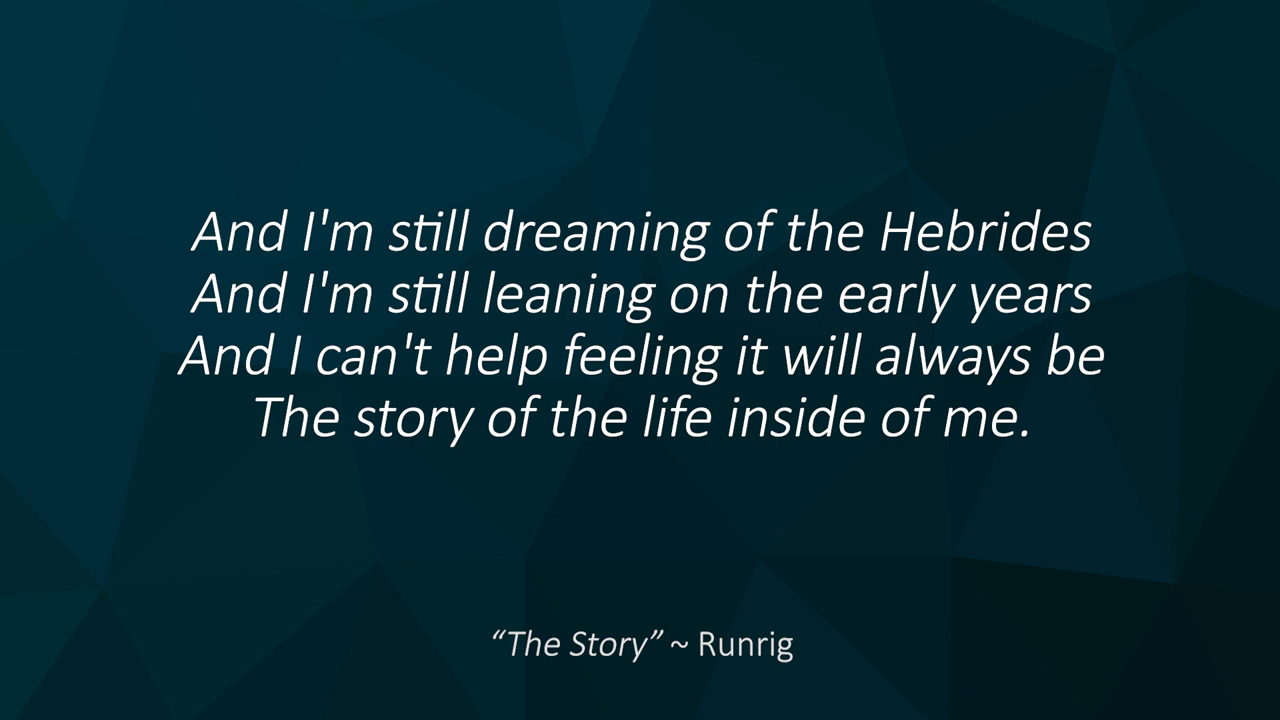 And I'm still dreaming of the Hebrides
And I'm still leaning on the early years
And I can't help feeling it will always be
The story of the life inside of me.
“The Story” ~ Runrig